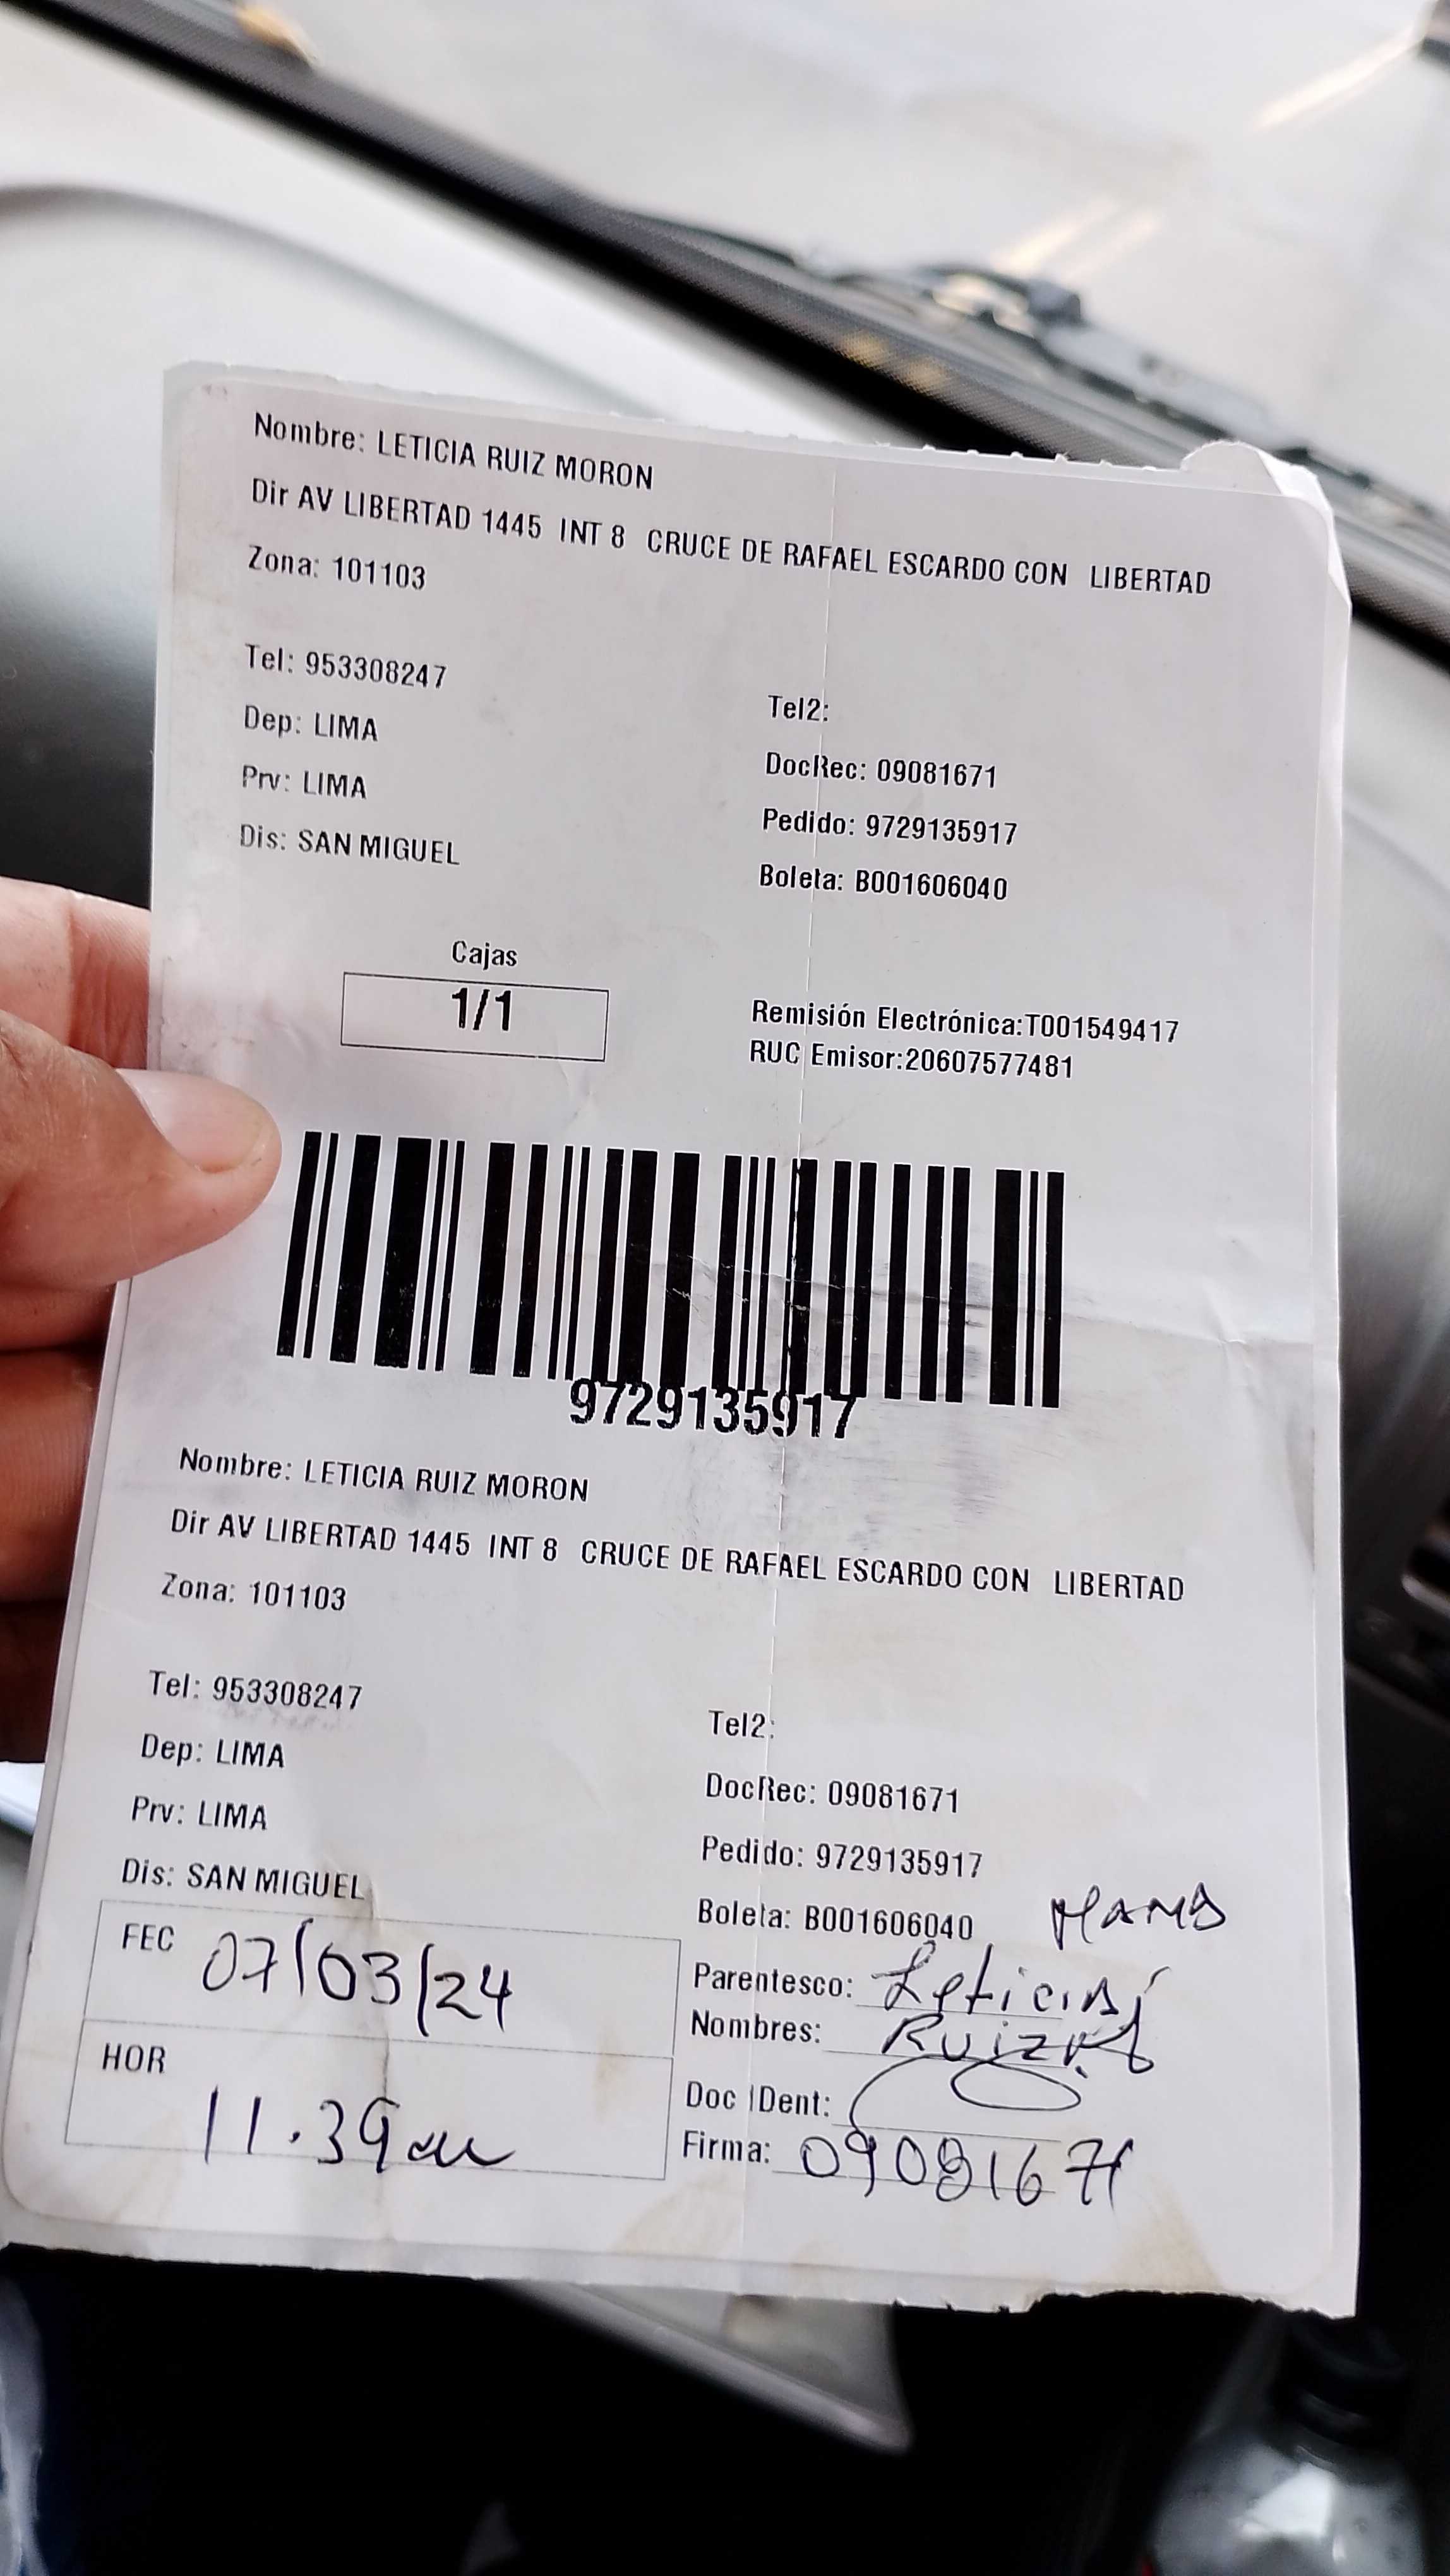 Nombre: LETICIA RUIZ MORON
Dir AV LIBERTAD 1445 INT 8 CRUCE DE RAFAEL ESCARDO CON LIBERTAD
Zona: 101103
Tel: 953308247
Tel2:
Dep: LIMA
DocRec: 09081671
Prv: LIMA
Pedido: 9729135917
Dis: SAN MIGUEL
Boleta: B001606040
Cajas
1/1
Remisión Electrónica:T001549417
RUC Emisor:20607577481
9729135917
Nombre: LETICIA RUIZ MORON
Dir AV LIBERTAD 1445 INT 8 CRUCE DE RAFAEL ESCARDO CON LIBERTAD
Zona: 101103
Tel: 953308247
Tel2:
Dep: LIMA
DocRec: 09081671
Prv: LIMA
Pedido: 9729135917
Dis: SAN MIGUEL
Boleta: B001606040
FEC 07/03/24
Parentesco: Leticia
Nombres: Ruiz
HOR 11.39am
Doc IDent:
Firma: 09081671